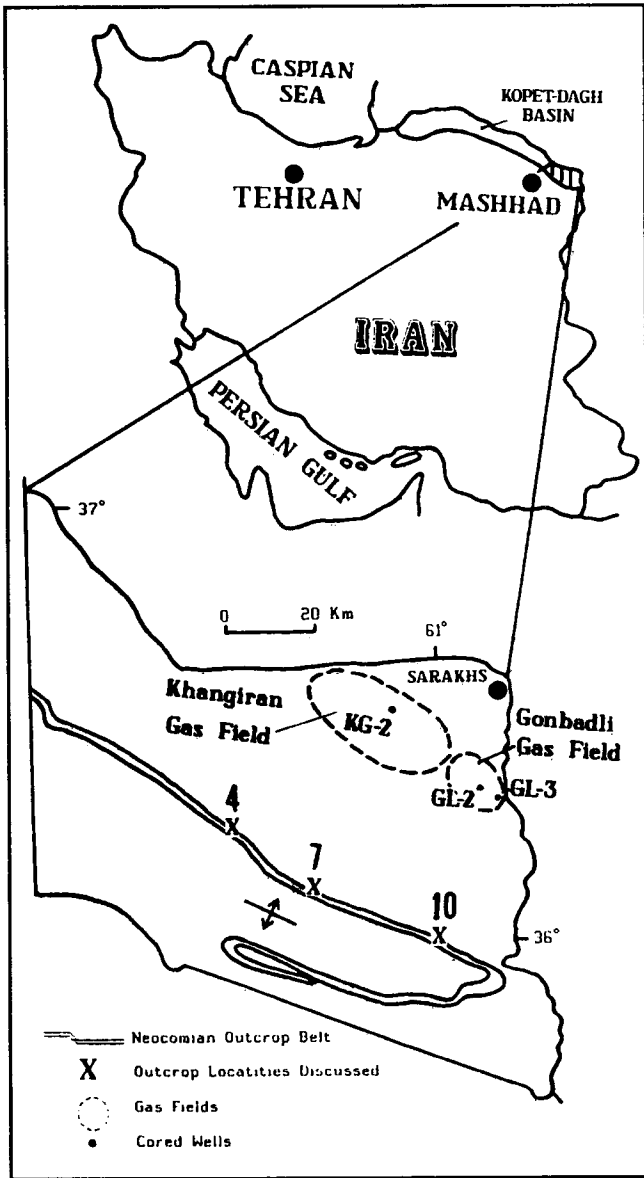 CASPIAN
SEA
KOPET-DAGH
BASIN
TEHRAN
MASHHAD
IRAN
PERSIAN GULF
37°
0 20 Km
61°
SARAKHS
Khangiran
Gas Field
KG-2
Gonbadli
Gas Field
GL-2
GL-3
4
7
10
36°
Neocomian Outcrop Belt
X Outcrop Localities Discussed
Gas Fields
Cored Wells